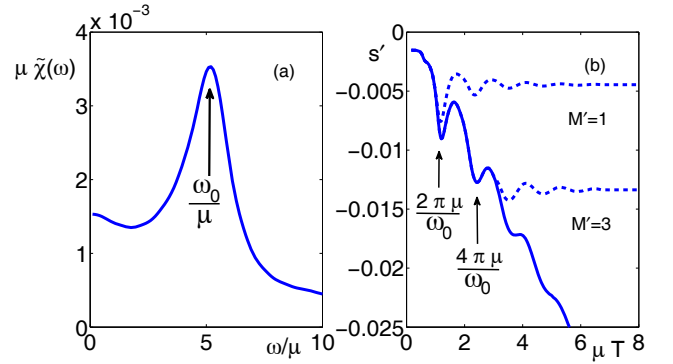 x 10⁻³
4
μ χ̃(ω)
(a)
3
2
1
0
0
5
10
ω/μ
ω₀
μ
0
s′
(b)
−0.005
−0.01
−0.015
−0.02
−0.025
M′=1
M′=3
2 π μ
ω₀
4 π μ
ω₀
0
2
4
6
8
μ T